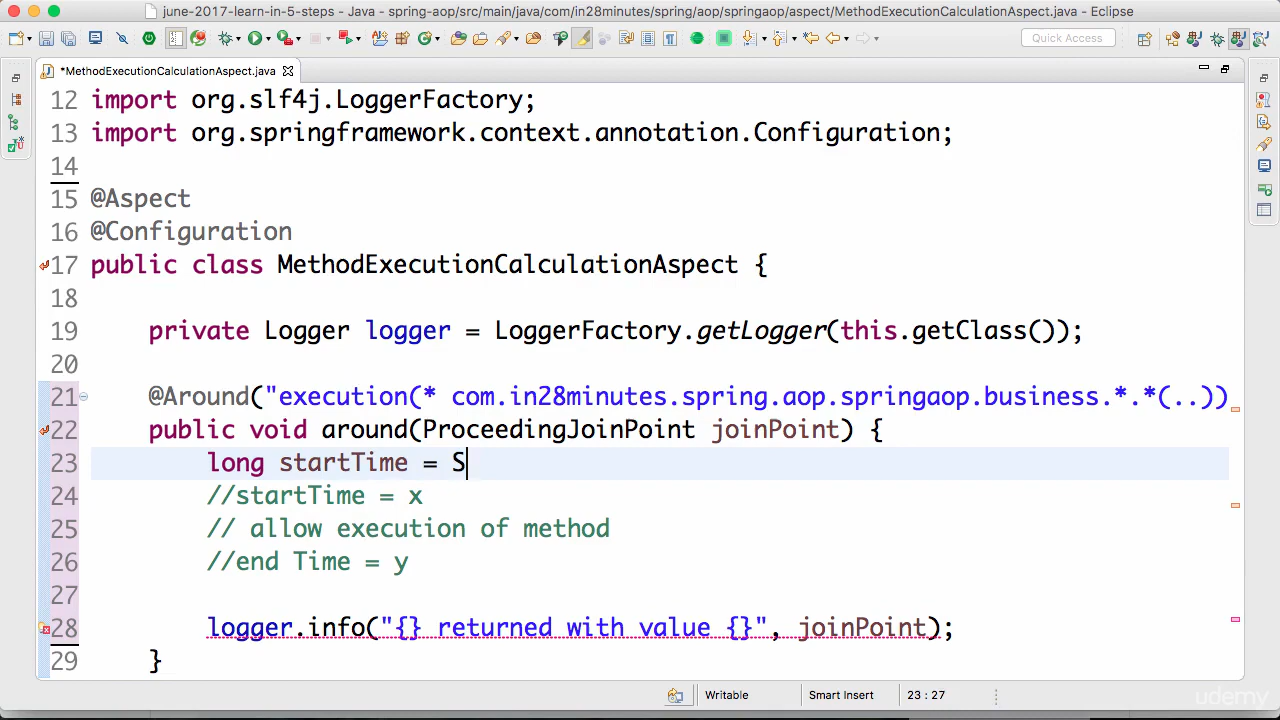 june-2017-learn-in-5-steps - Java - spring-aop/src/main/java/com/in28minutes/spring/aop/springaop/aspect/MethodExecutionCalculationAspect.java - Eclipse
Quick Access
*MethodExecutionCalculationAspect.java
12 import org.slf4j.LoggerFactory;
13 import org.springframework.context.annotation.Configuration;
14
15 @Aspect
16 @Configuration
17 public class MethodExecutionCalculationAspect {
18
19 private Logger logger = LoggerFactory.getLogger(this.getClass());
20
21 @Around("execution(* com.in28minutes.spring.aop.springaop.business.*.*(..))
22 public void around(ProceedingJoinPoint joinPoint) {
23 long startTime = S
24 //startTime = x
25 // allow execution of method
26 //end Time = y
27
28 logger.info("{} returned with value {}", joinPoint);
29 }
Writable Smart Insert 23 : 27
udemy